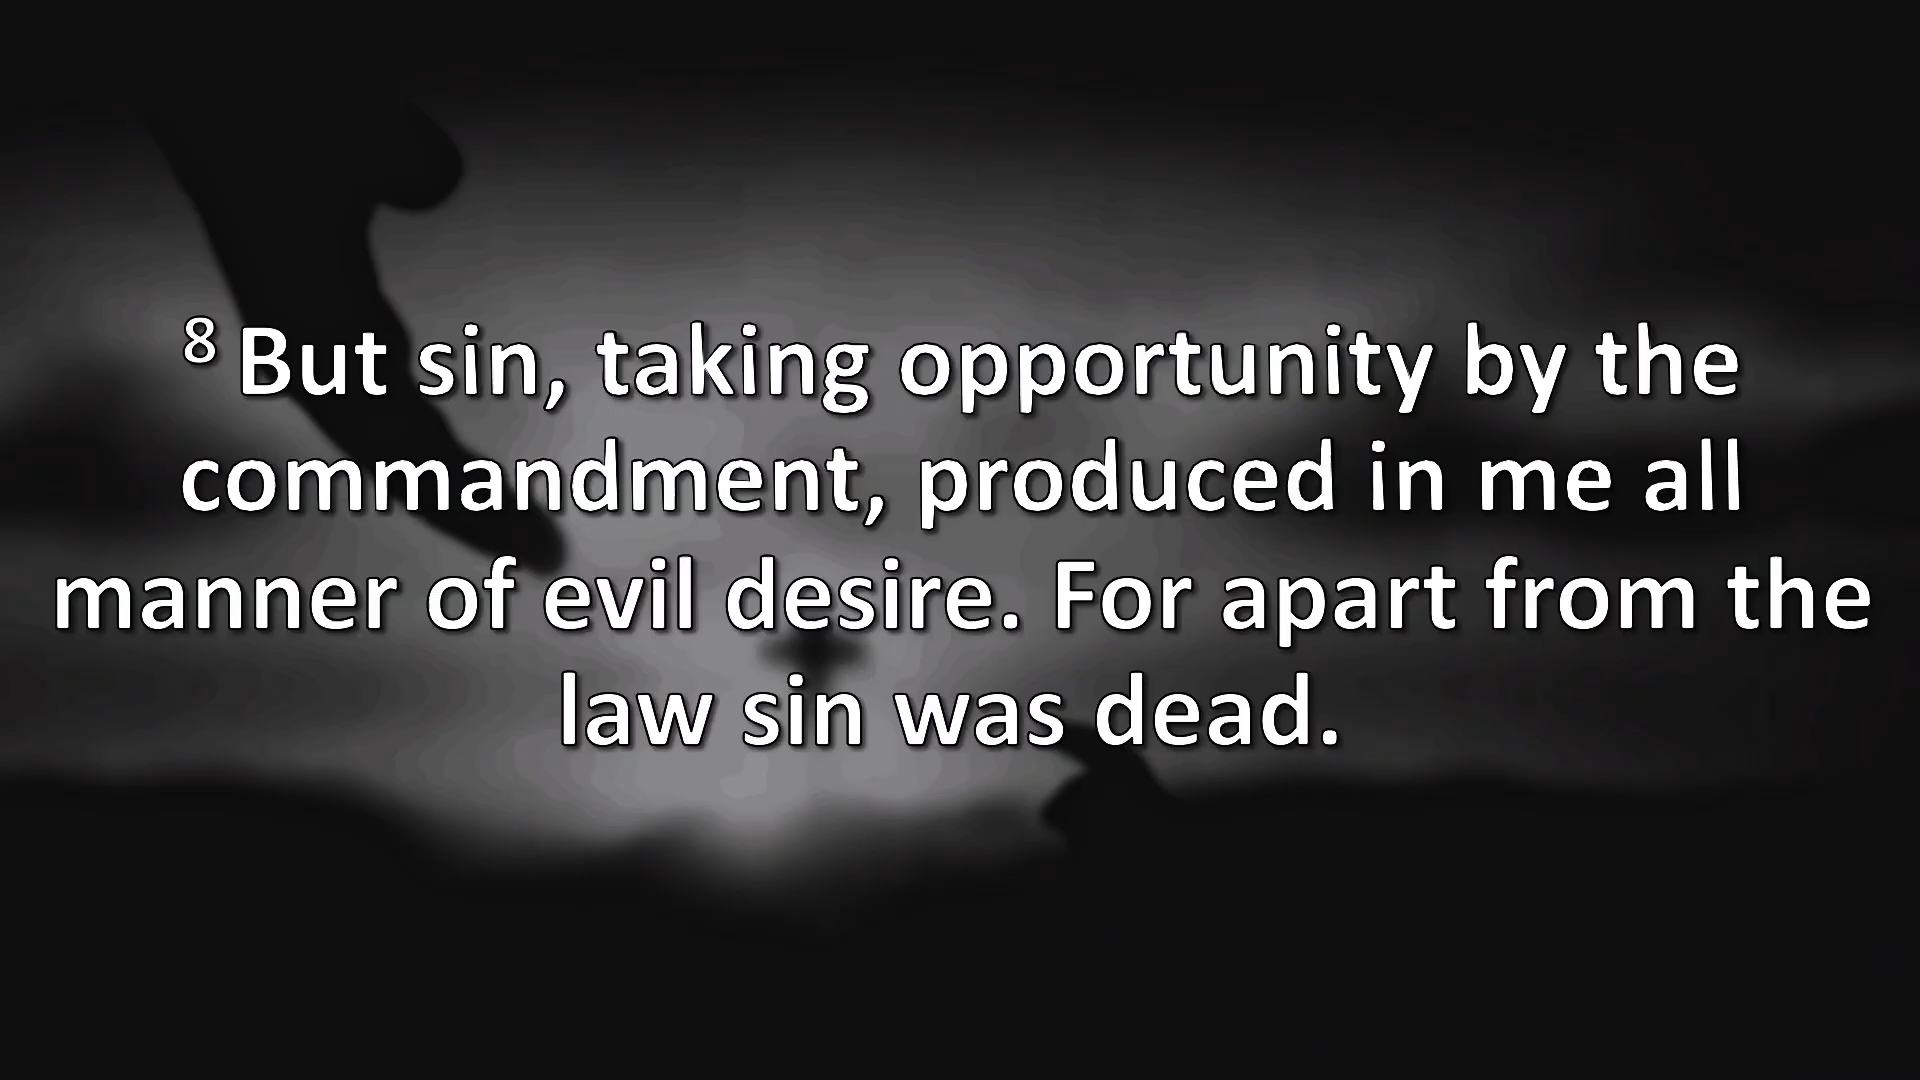 8 But sin, taking opportunity by the
commandment, produced in me all
manner of evil desire. For apart from the
law sin was dead.